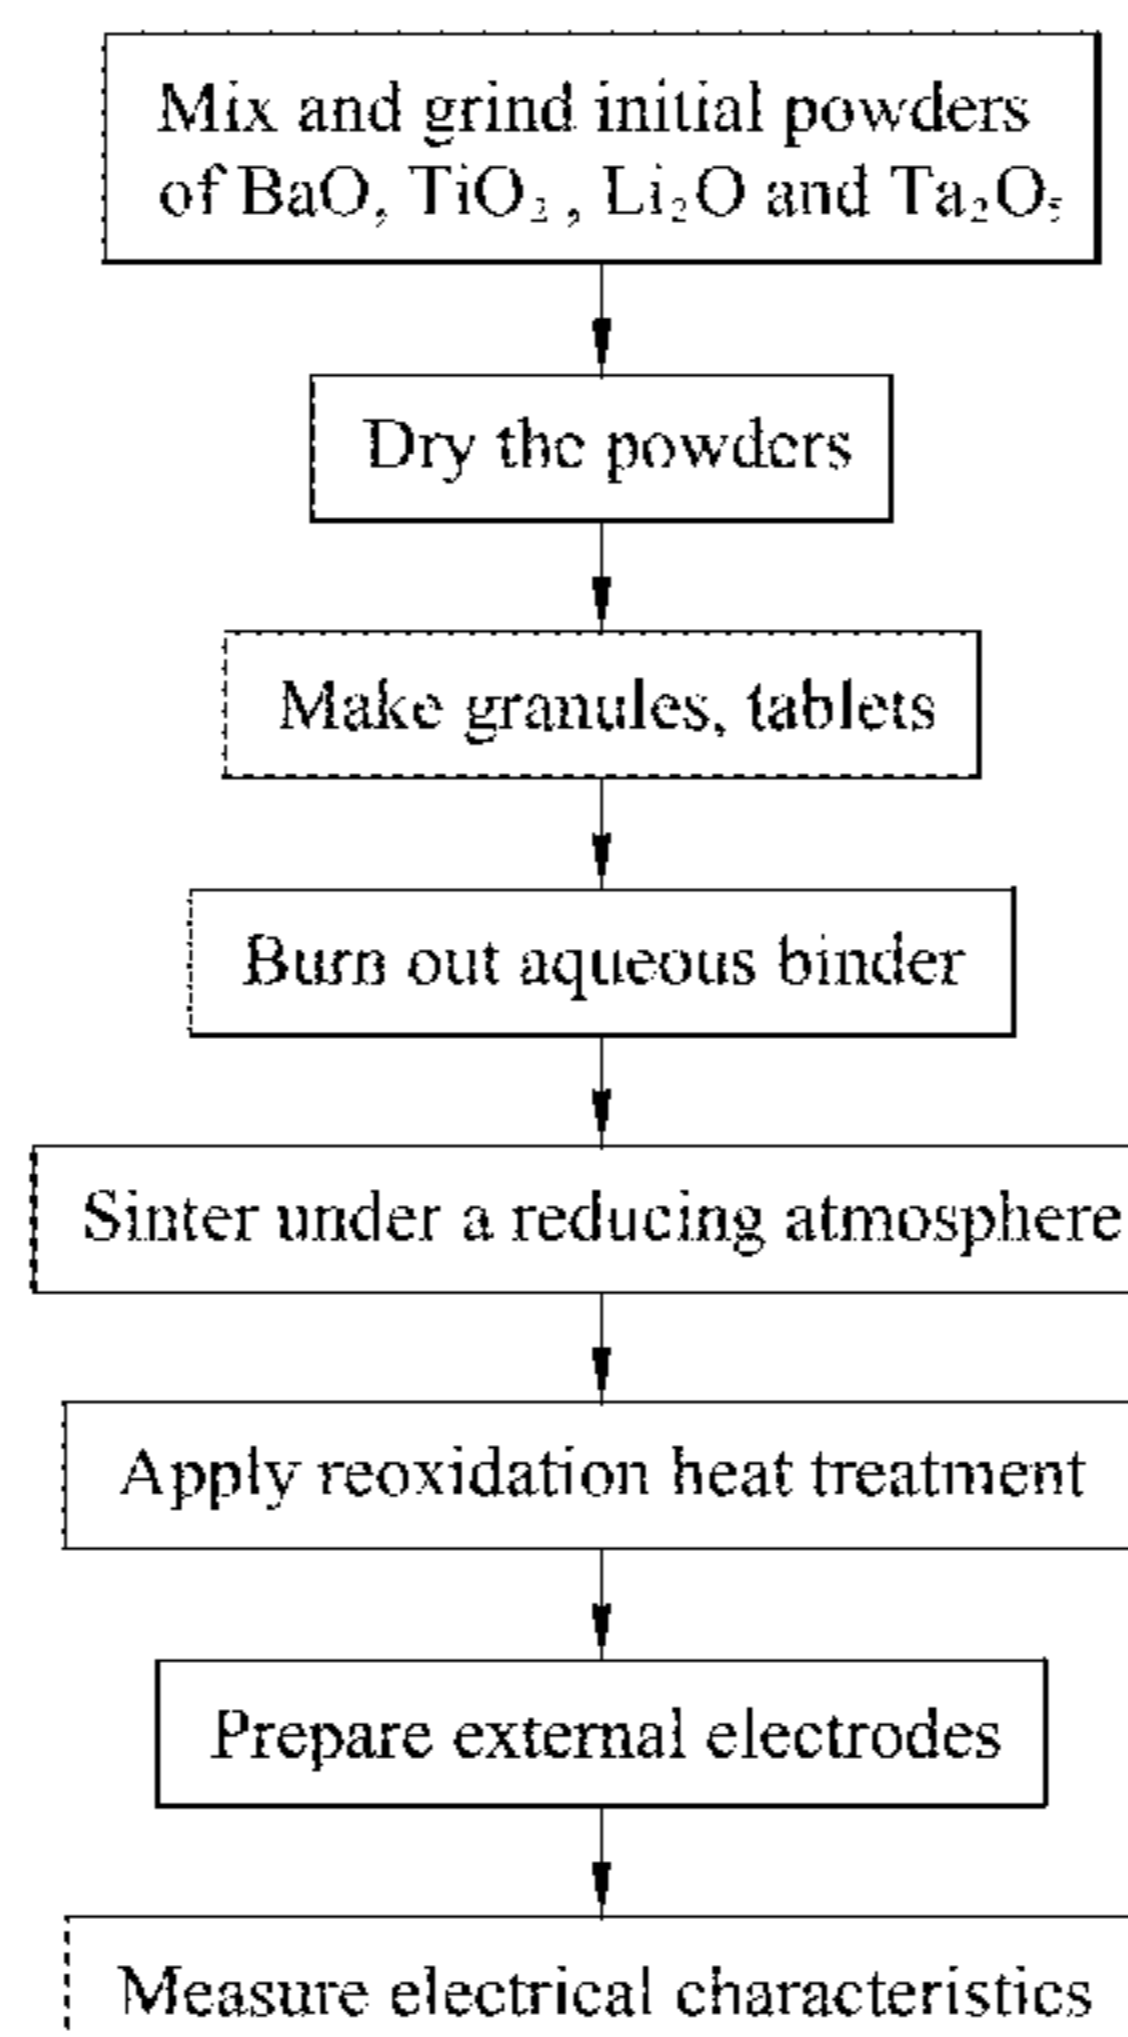 Mix and grind initial powders
of BaO, TiO₂, Li₂O and Ta₂O₅
Dry the powders
Make granules, tablets
Burn out aqueous binder
Sinter under a reducing atmosphere
Apply reoxidation heat treatment
Prepare external electrodes
Measure electrical characteristics